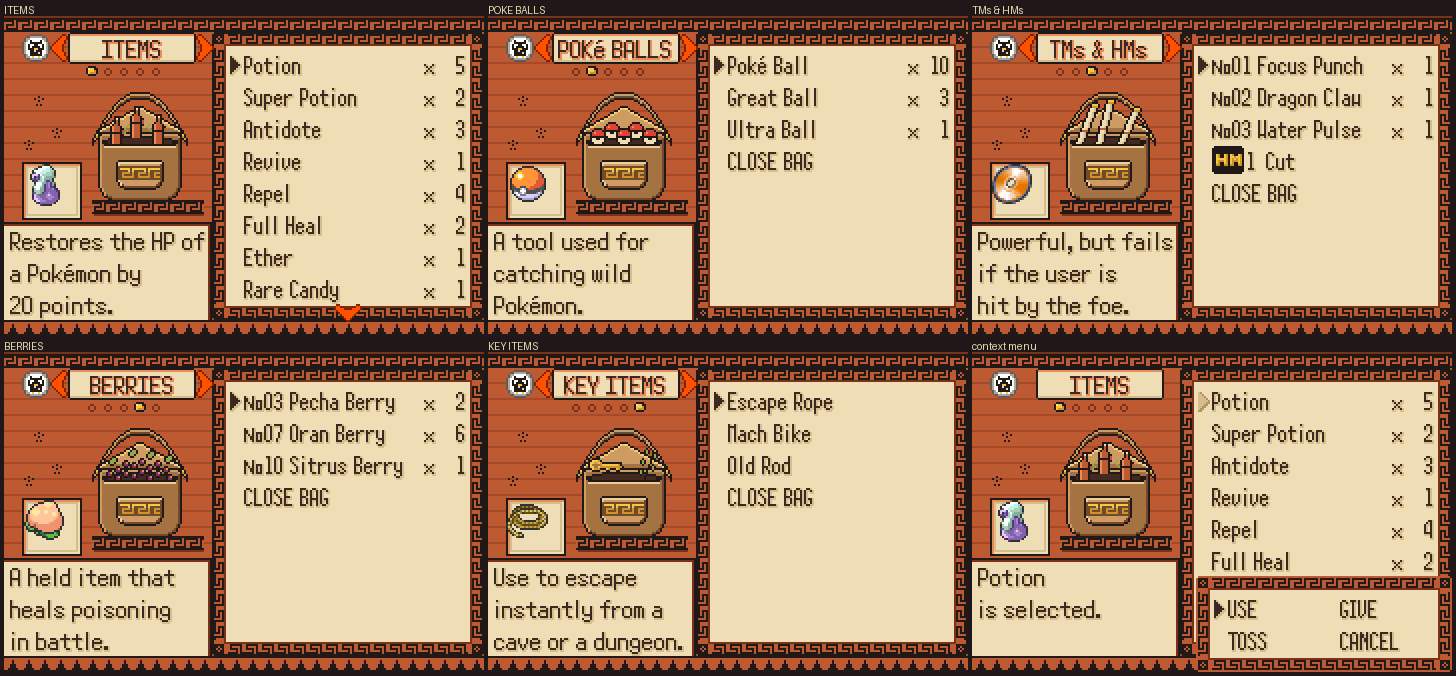 ITEMS
ITEMS
Potion × 5
Super Potion × 2
Antidote × 3
Revive × 1
Repel × 4
Full Heal × 2
Ether × 1
Rare Candy × 1
Restores the HP of
a Pokémon by
20 points.
POKE BALLS
POKé BALLS
Poké Ball × 10
Great Ball × 3
Ultra Ball × 1
CLOSE BAG
A tool used for
catching wild
Pokémon.
TMs & HMs
TMs & HMs
№01 Focus Punch × 1
№02 Dragon Claw × 1
№03 Water Pulse × 1
HM1 Cut
CLOSE BAG
Powerful, but fails
if the user is
hit by the foe.
BERRIES
BERRIES
№03 Pecha Berry × 2
№07 Oran Berry × 6
№10 Sitrus Berry × 1
CLOSE BAG
A held item that
heals poisoning
in battle.
KEY ITEMS
KEY ITEMS
Escape Rope
Mach Bike
Old Rod
CLOSE BAG
Use to escape
instantly from a
cave or a dungeon.
context menu
ITEMS
Potion × 5
Super Potion × 2
Antidote × 3
Revive × 1
Repel × 4
Full Heal × 2
Potion
is selected.
USE GIVE
TOSS CANCEL